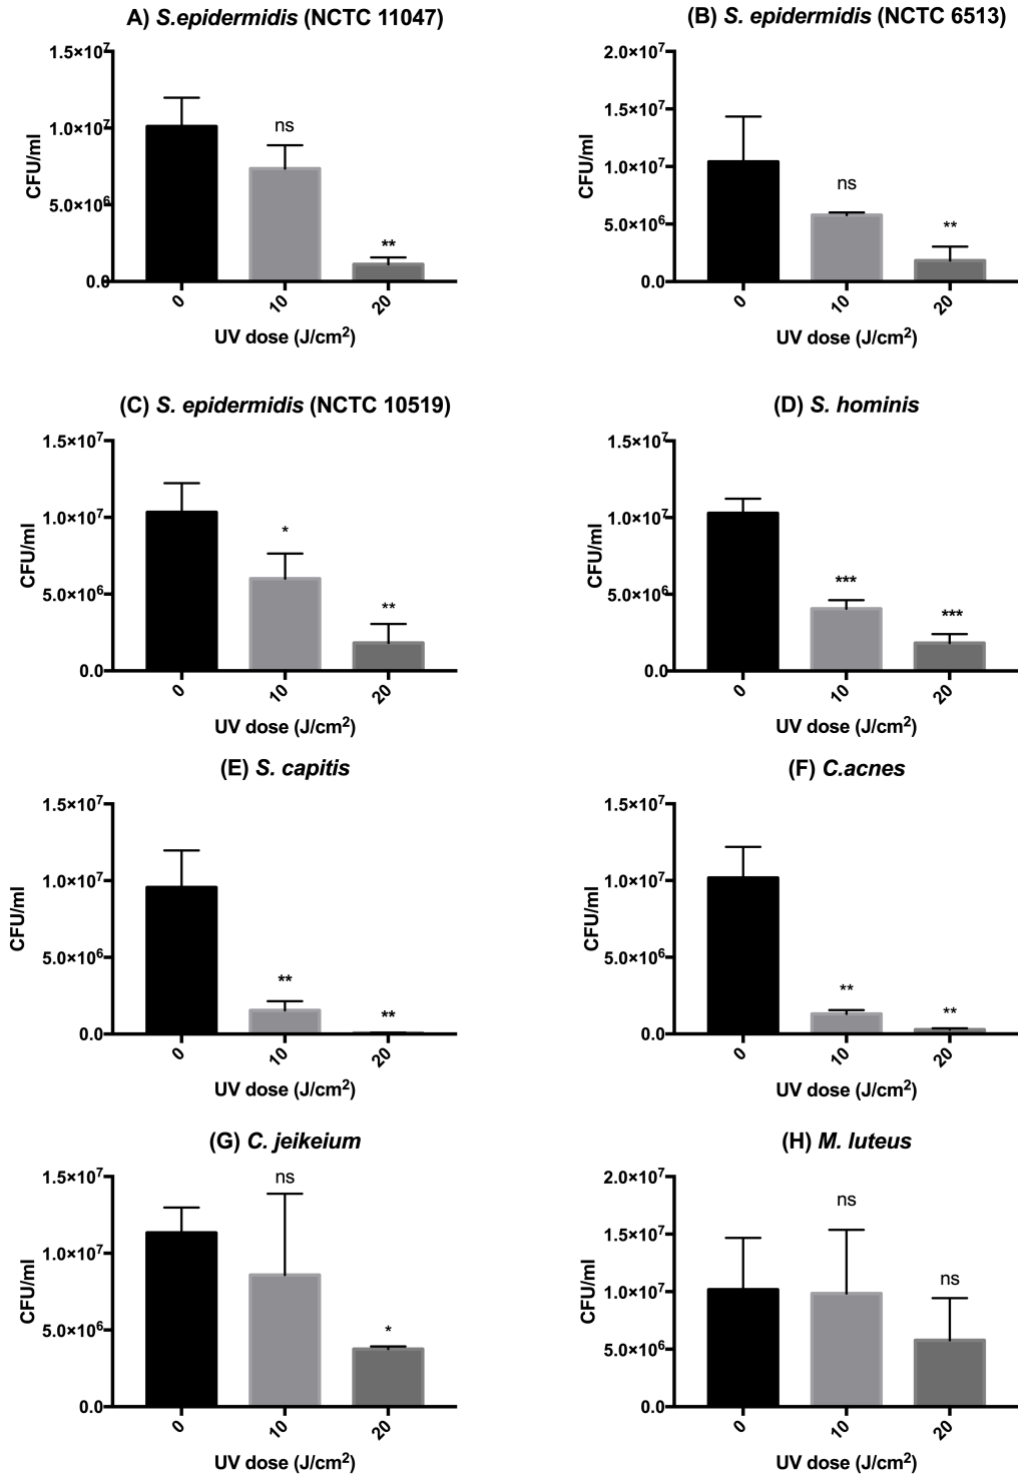 A) S.epidermidis (NCTC 11047)
1.5×10⁷
1.0×10⁷
5.0×10⁶
0.0
CFU/ml
ns
**
0
10
20
UV dose (J/cm²)
(B) S. epidermidis (NCTC 6513)
2.0×10⁷
1.5×10⁷
1.0×10⁷
5.0×10⁶
0.0
CFU/ml
ns
**
0
10
20
UV dose (J/cm²)
(C) S. epidermidis (NCTC 10519)
1.5×10⁷
1.0×10⁷
5.0×10⁶
0.0
CFU/ml
*
**
0
10
20
UV dose (J/cm²)
(D) S. hominis
1.5×10⁷
1.0×10⁷
5.0×10⁶
0.0
CFU/ml
***
***
0
10
20
UV dose (J/cm²)
(E) S. capitis
1.5×10⁷
1.0×10⁷
5.0×10⁶
0.0
CFU/ml
**
**
0
10
20
UV dose (J/cm²)
(F) C.acnes
1.5×10⁷
1.0×10⁷
5.0×10⁶
0.0
CFU/ml
**
**
0
10
20
UV dose (J/cm²)
(G) C. jeikeium
1.5×10⁷
1.0×10⁷
5.0×10⁶
0.0
CFU/ml
ns
*
0
10
20
UV dose (J/cm²)
(H) M. luteus
2.0×10⁷
1.5×10⁷
1.0×10⁷
5.0×10⁶
0.0
CFU/ml
ns
ns
0
10
20
UV dose (J/cm²)